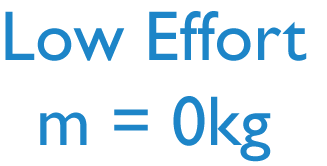 Low Effort
m = 0kg